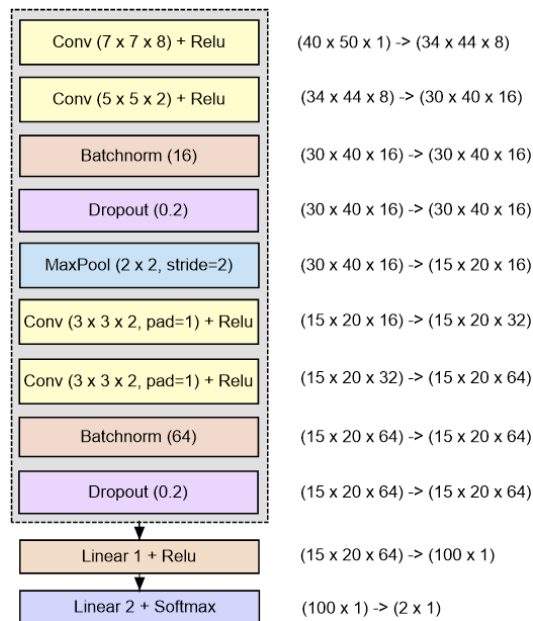 Conv (7 x 7 x 8) + Relu (40 x 50 x 1) -> (34 x 44 x 8)
Conv (5 x 5 x 2) + Relu (34 x 44 x 8) -> (30 x 40 x 16)
Batchnorm (16) (30 x 40 x 16) -> (30 x 40 x 16)
Dropout (0.2) (30 x 40 x 16) -> (30 x 40 x 16)
MaxPool (2 x 2, stride=2) (30 x 40 x 16) -> (15 x 20 x 16)
Conv (3 x 3 x 2, pad=1) + Relu (15 x 20 x 16) -> (15 x 20 x 32)
Conv (3 x 3 x 2, pad=1) + Relu (15 x 20 x 32) -> (15 x 20 x 64)
Batchnorm (64) (15 x 20 x 64) -> (15 x 20 x 64)
Dropout (0.2) (15 x 20 x 64) -> (15 x 20 x 64)
Linear 1 + Relu (15 x 20 x 64) -> (100 x 1)
Linear 2 + Softmax (100 x 1) -> (2 x 1)